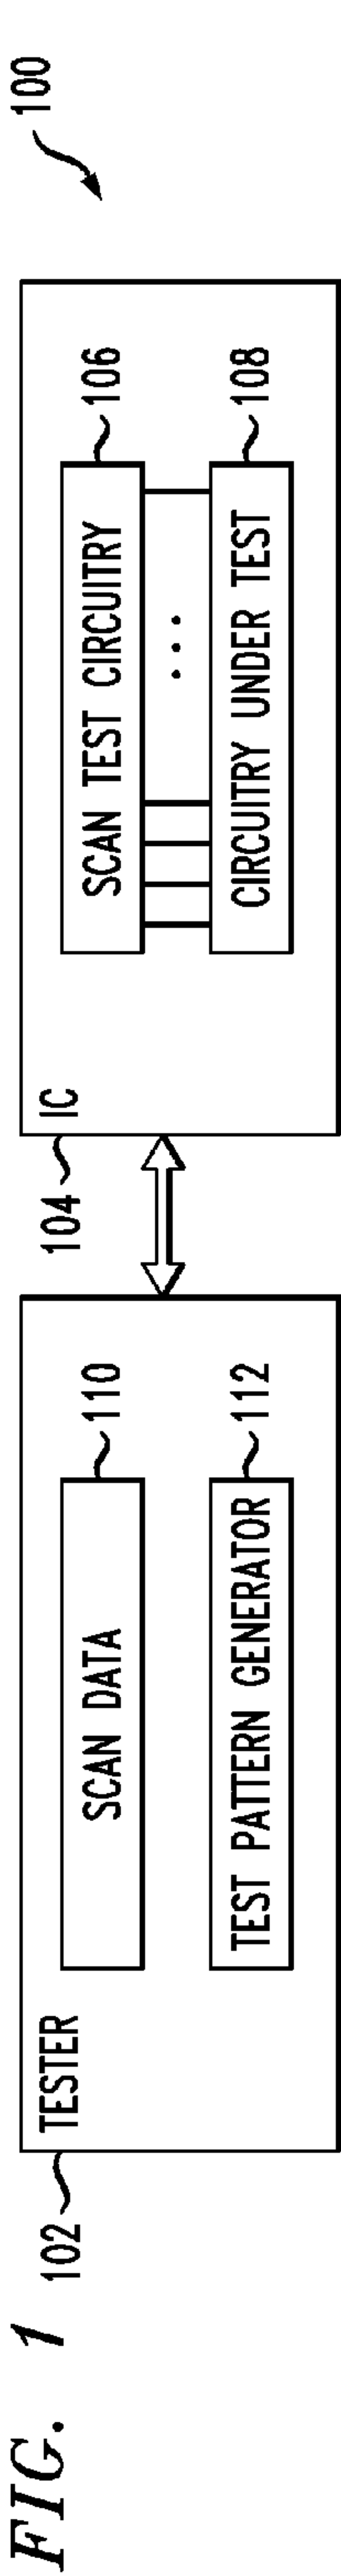 FIG. 1
100
102
TESTER
SCAN DATA
110
TEST PATTERN GENERATOR
112
104
IC
SCAN TEST CIRCUITRY
106
...
CIRCUITRY UNDER TEST
108